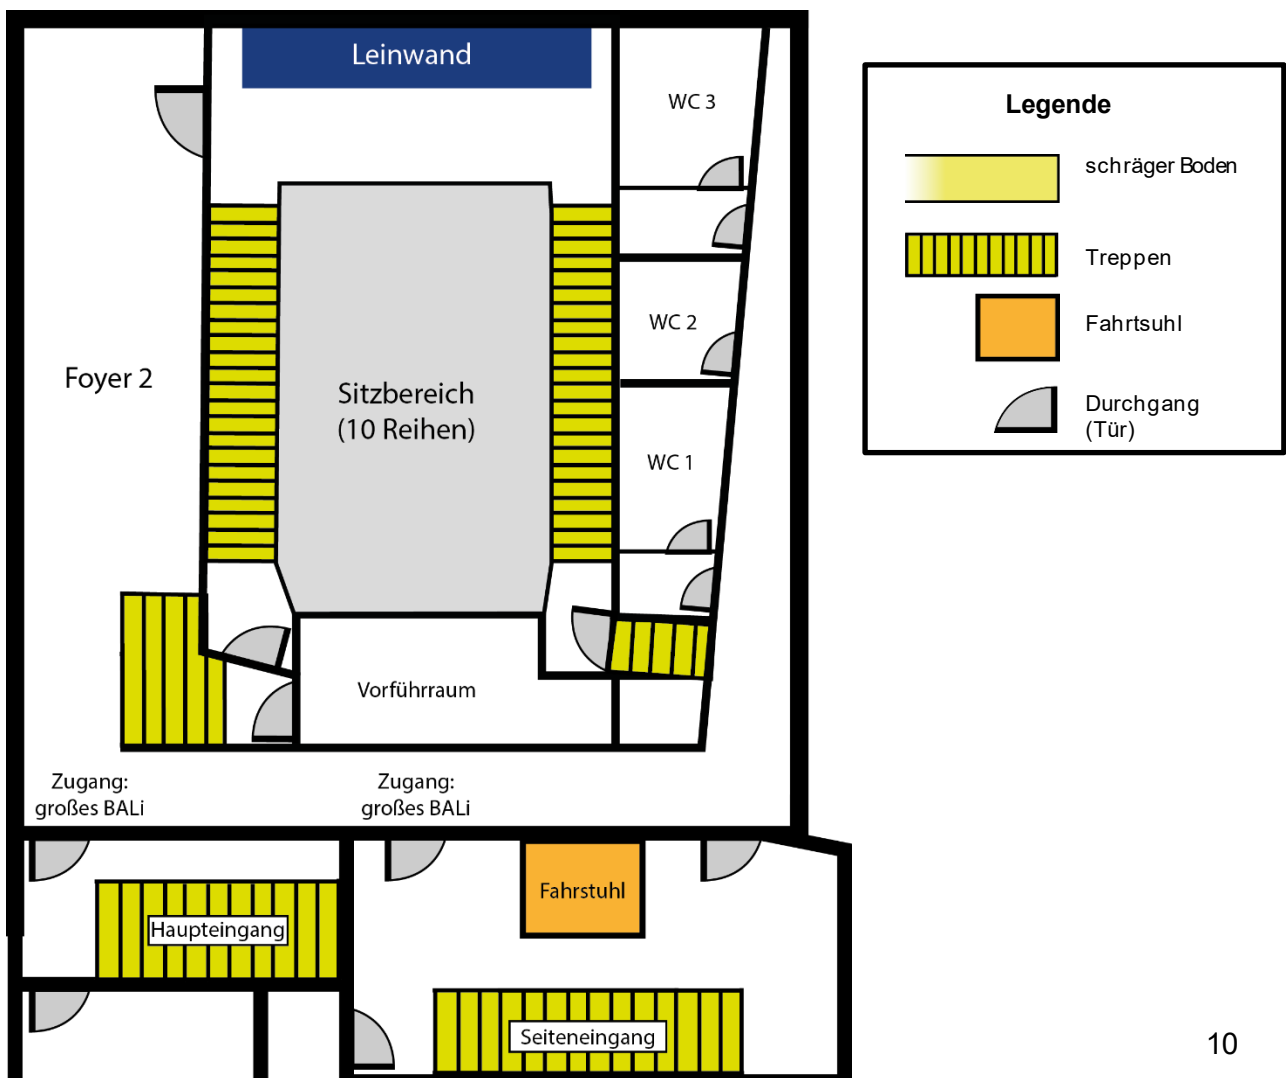 Leinwand
WC 3
WC 2
Foyer 2
Sitzbereich
(10 Reihen)
WC 1
Vorführraum
Zugang:
großes BALi
Zugang:
großes BALi
Fahrstuhl
Haupteingang
Seiteneingang
Legende
schräger Boden
Treppen
Fahrtsuhl
Durchgang
(Tür)
10